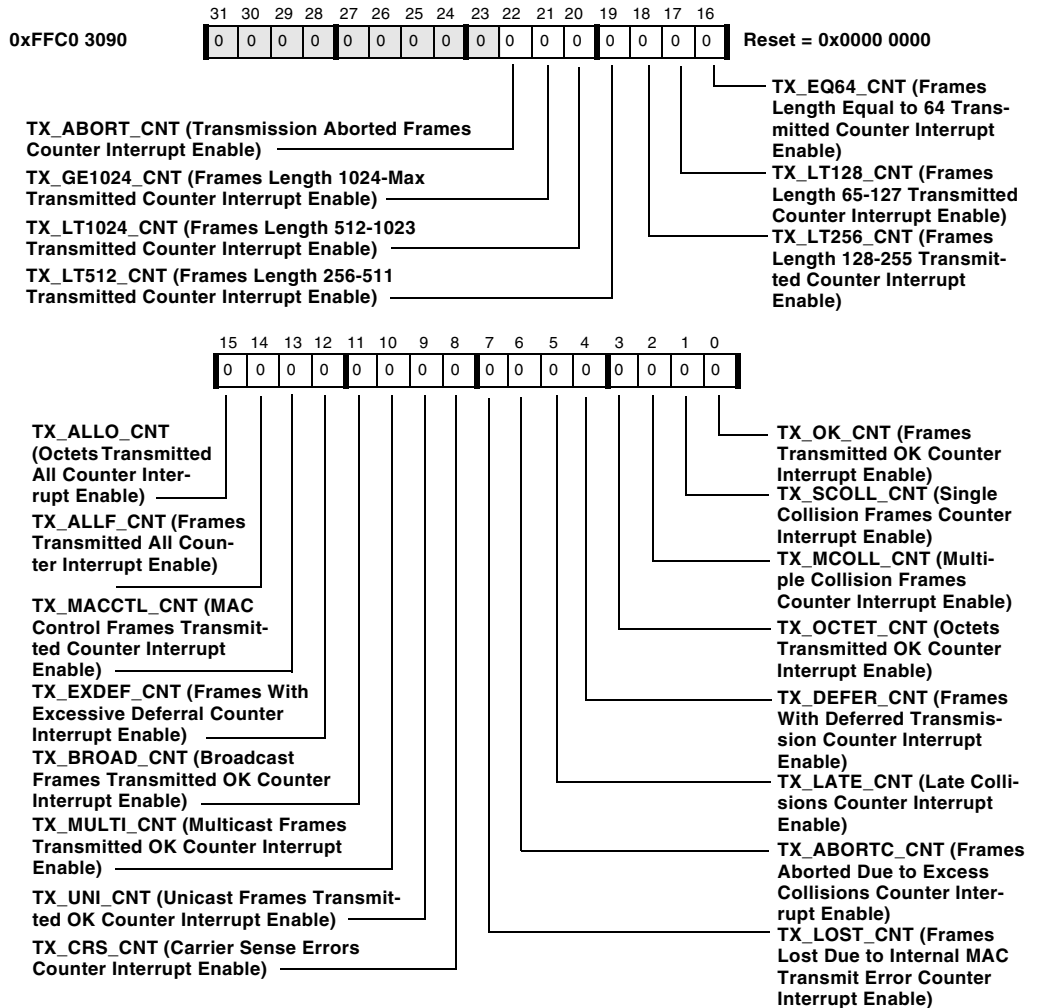 31 30 29 28 27 26 25 24 23 22 21 20 19 18 17 16
0xFFC0 3090
0 0 0 0 0 0 0 0 0 0 0 0 0 0 0 0
Reset = 0x0000 0000
TX_ABORT_CNT (Transmission Aborted Frames
Counter Interrupt Enable)
TX_GE1024_CNT (Frames Length 1024-Max
Transmitted Counter Interrupt Enable)
TX_LT1024_CNT (Frames Length 512-1023
Transmitted Counter Interrupt Enable)
TX_LT512_CNT (Frames Length 256-511
Transmitted Counter Interrupt Enable)
TX_EQ64_CNT (Frames
Length Equal to 64 Trans-
mitted Counter Interrupt
Enable)
TX_LT128_CNT (Frames
Length 65-127 Transmitted
Counter Interrupt Enable)
TX_LT256_CNT (Frames
Length 128-255 Transmit-
ted Counter Interrupt
Enable)
15 14 13 12 11 10 9 8 7 6 5 4 3 2 1 0
0 0 0 0 0 0 0 0 0 0 0 0 0 0 0 0
TX_ALLO_CNT
(Octets Transmitted
All Counter Inter-
rupt Enable)
TX_ALLF_CNT (Frames
Transmitted All Coun-
ter Interrupt Enable)
TX_MACCTL_CNT (MAC
Control Frames Transmit-
ted Counter Interrupt
Enable)
TX_EXDEF_CNT (Frames With
Excessive Deferral Counter
Interrupt Enable)
TX_BROAD_CNT (Broadcast
Frames Transmitted OK Counter
Interrupt Enable)
TX_MULTI_CNT (Multicast Frames
Transmitted OK Counter Interrupt
Enable)
TX_UNI_CNT (Unicast Frames Transmit-
ted OK Counter Interrupt Enable)
TX_CRS_CNT (Carrier Sense Errors
Counter Interrupt Enable)
TX_OK_CNT (Frames
Transmitted OK Counter
Interrupt Enable)
TX_SCOLL_CNT (Single
Collision Frames Counter
Interrupt Enable)
TX_MCOLL_CNT (Multi-
ple Collision Frames
Counter Interrupt Enable)
TX_OCTET_CNT (Octets
Transmitted OK Counter
Interrupt Enable)
TX_DEFER_CNT (Frames
With Deferred Transmis-
sion Counter Interrupt
Enable)
TX_LATE_CNT (Late Colli-
sions Counter Interrupt
Enable)
TX_ABORTC_CNT (Frames
Aborted Due to Excess
Collisions Counter Inter-
rupt Enable)
TX_LOST_CNT (Frames
Lost Due to Internal MAC
Transmit Error Counter
Interrupt Enable)